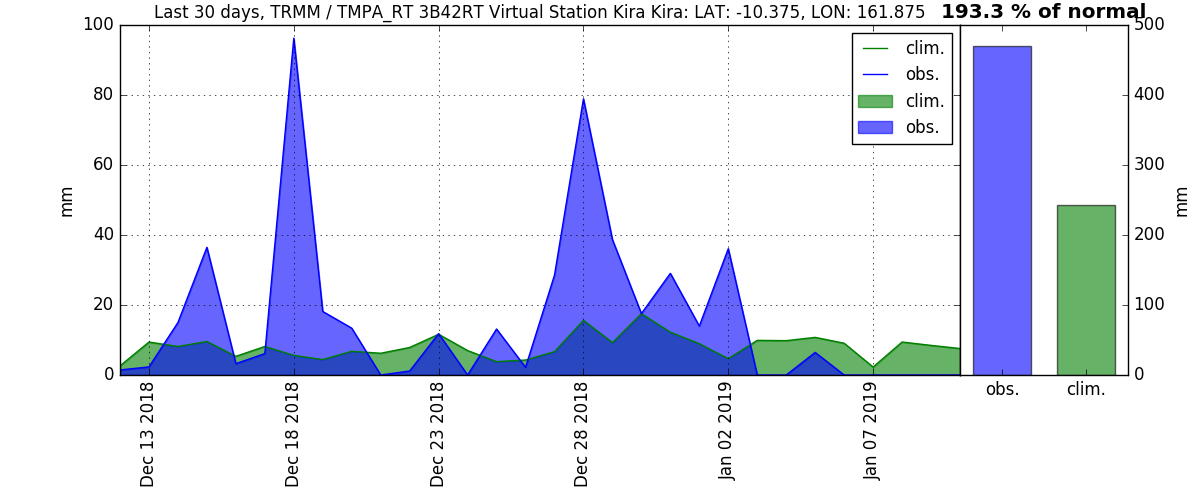 Last 30 days, TRMM / TMPA_RT 3B42RT Virtual Station Kira Kira: LAT: -10.375, LON: 161.875 193.3 % of normal
100
80
60
40
20
0
mm
clim.
obs.
clim.
obs.
500
400
300
200
100
0
mm
Dec 13 2018
Dec 18 2018
Dec 23 2018
Dec 28 2018
Jan 02 2019
Jan 07 2019
obs.
clim.